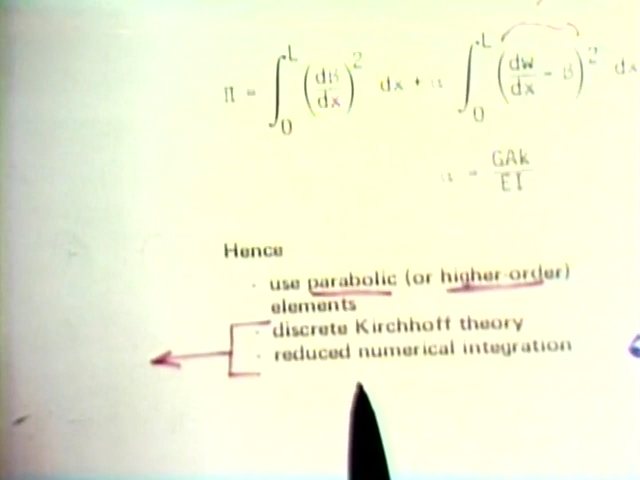 Π = ∫₀ᴸ (dβ/dx)² dx + α ∫₀ᴸ (dw/dx - β)² dx
α = GAk/EI
Hence
· use parabolic (or higher-order)
elements
· discrete Kirchhoff theory
· reduced numerical integration